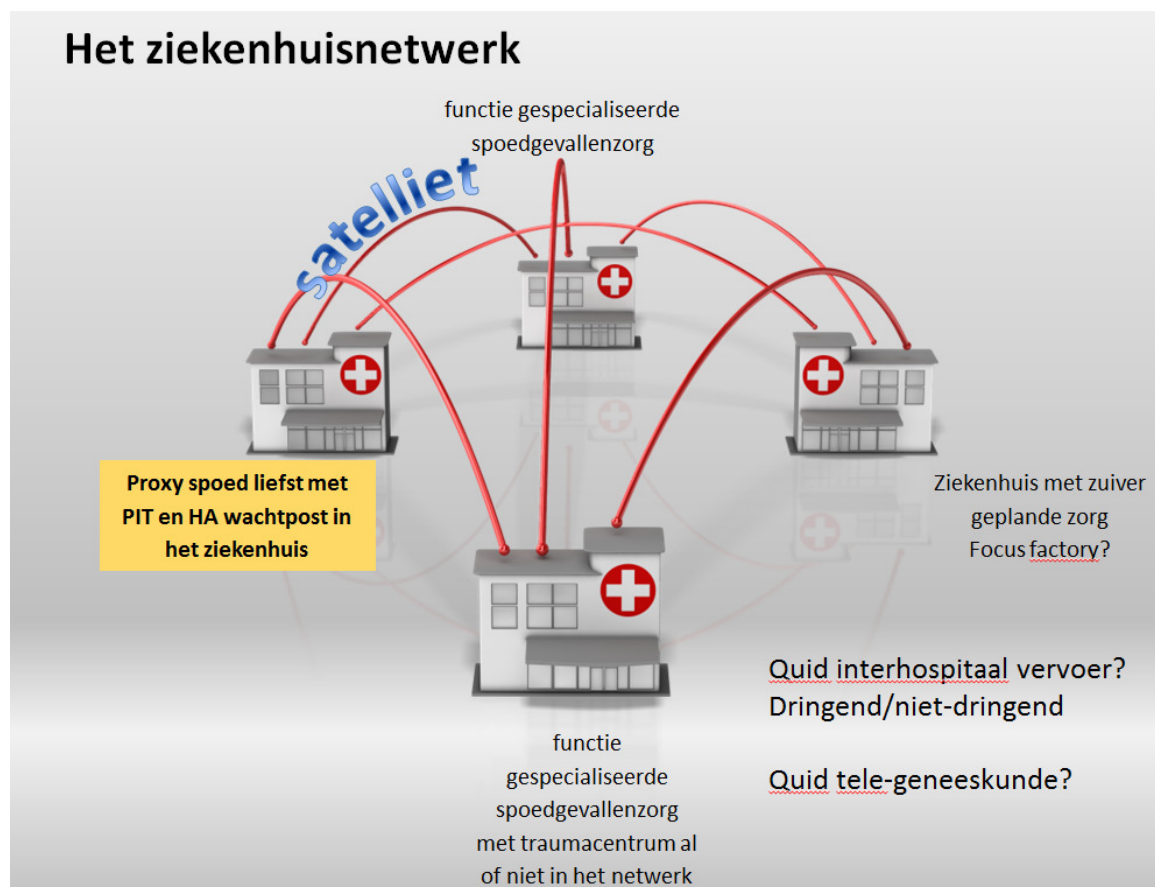 Het ziekenhuisnetwerk
functie gespecialiseerde
spoedgevallenzorg
satelliet
Proxy spoed liefst met
PIT en HA wachtpost in
het ziekenhuis
Ziekenhuis met zuiver
geplande zorg
Focus factory?
Quid interhospitaal vervoer?
Dringend/niet-dringend
Quid tele-geneeskunde?
functie
gespecialiseerde
spoedgevallenzorg
met traumacentrum al
of niet in het netwerk